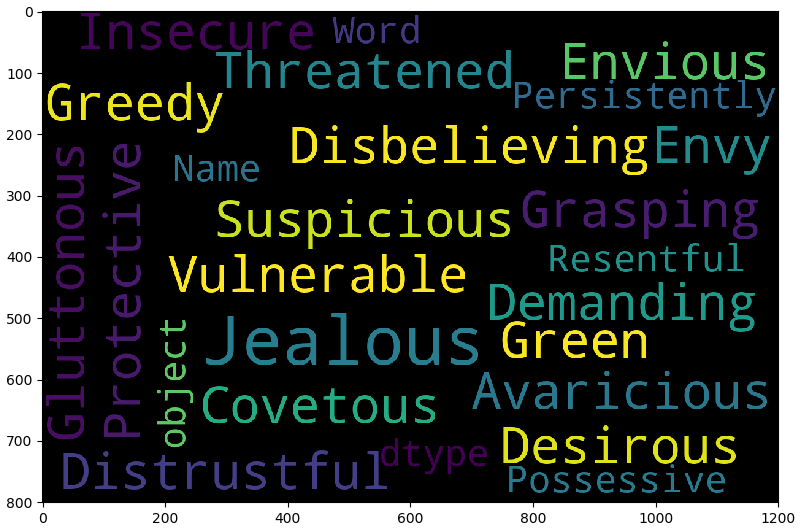 Insecure Word
Threatened Envious
Greedy Persistently
Disbelieving Envy
Name
Gluttonous
Protective
Suspicious Grasping
Resentful
Vulnerable
Demanding
Jealous Green
object
Avaricious
Covetous
Desirous
Distrustful dtype
Possessive
0
100
200
300
400
500
600
700
800
0 200 400 600 800 1000 1200